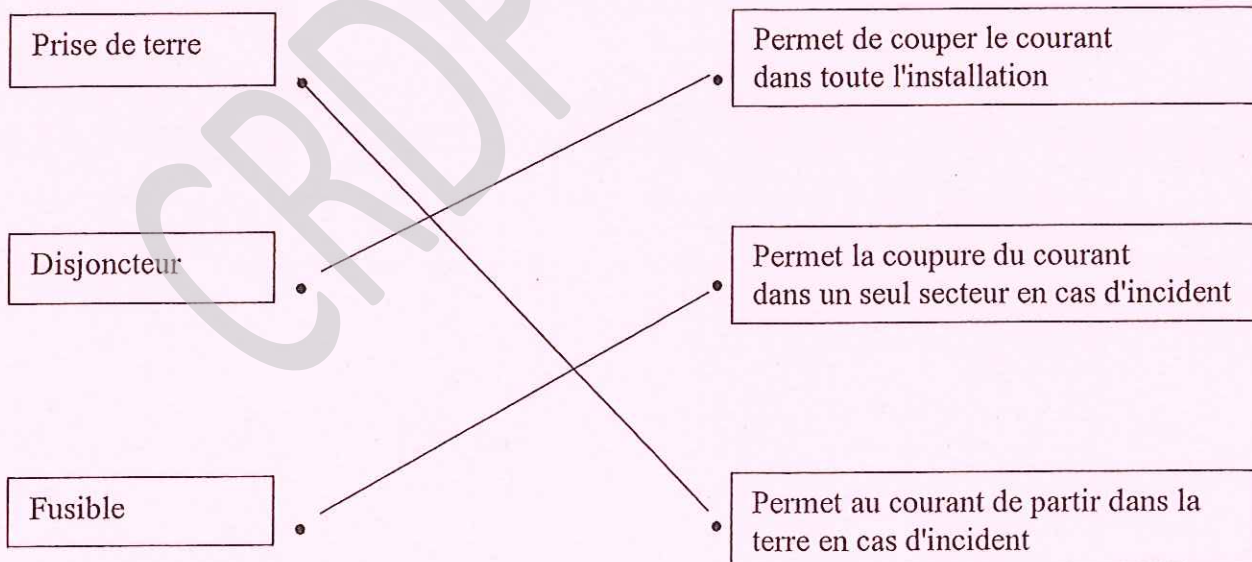 Prise de terre
Permet de couper le courant
dans toute l'installation
Disjoncteur
Permet la coupure du courant
dans un seul secteur en cas d'incident
Fusible
Permet au courant de partir dans la
terre en cas d'incident